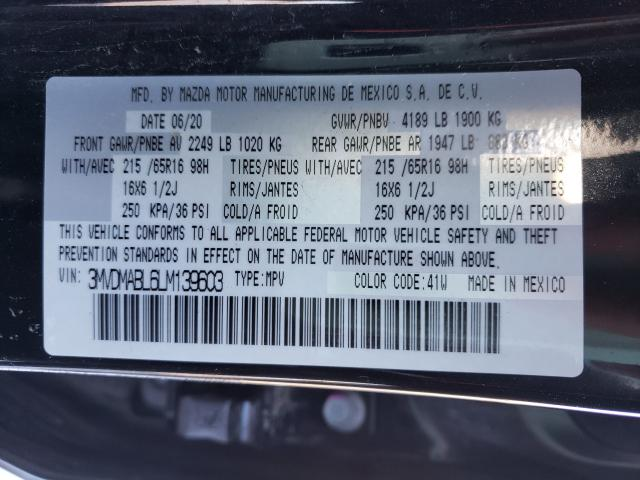 MFD. BY MAZDA MOTOR MANUFACTURING DE MEXICO S.A. DE C.V.
DATE 06/20 GVWR/PNBV 4189 LB 1900 KG
FRONT GAWR/PNBE AV 2249 LB 1020 KG REAR GAWR/PNBE AR 1947 LB 883 KG
WITH/AVEC 215 /65R16 98H TIRES/PNEUS WITH/AVEC 215 /65R16 98H TIRES/PNEUS
16X6 1/2J RIMS/JANTES 16X6 1/2J RIMS/JANTES
250 KPA/36 PSI COLD/A FROID 250 KPA/36 PSI COLD/A FROID
THIS VEHICLE CONFORMS TO ALL APPLICABLE FEDERAL MOTOR VEHICLE SAFETY AND THEFT
PREVENTION STANDARDS IN EFFECT ON THE DATE OF MANUFACTURE SHOWN ABOVE.
VIN: 3MVDMABL6LM139603 TYPE:MPV COLOR CODE:41W MADE IN MEXICO